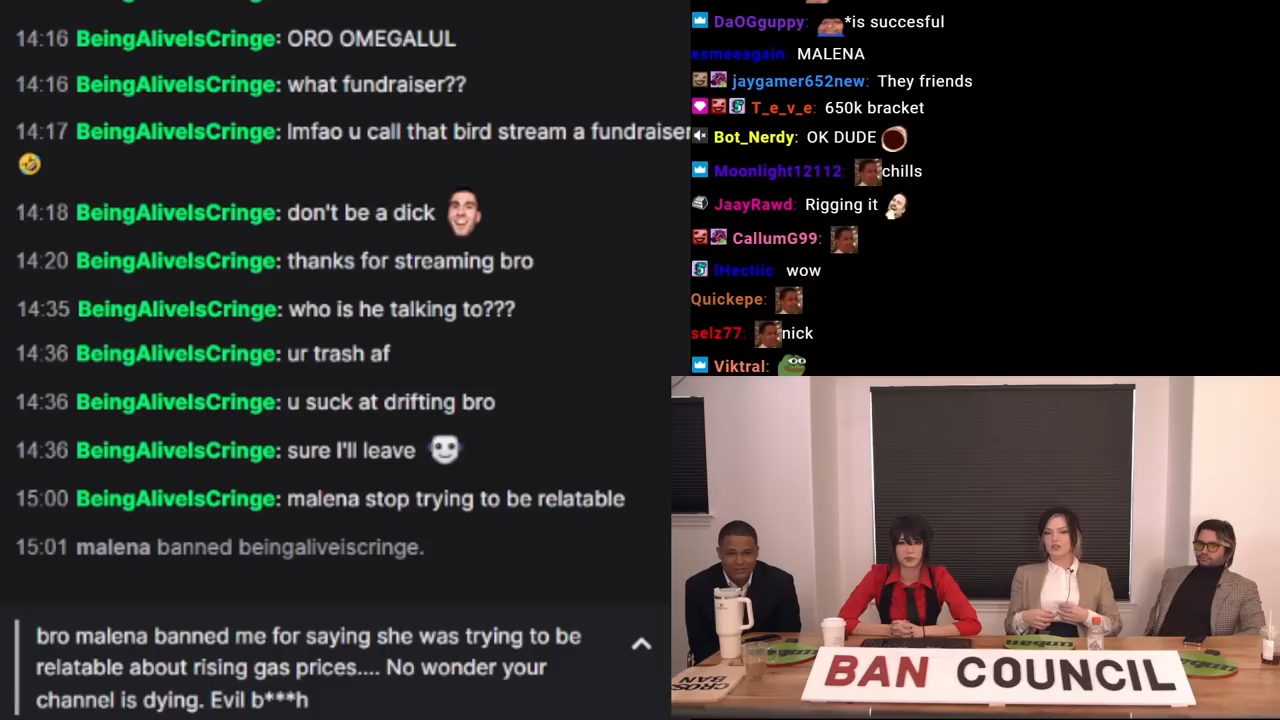 14:16 BeingAliveIsCringe: ORO OMEGALUL
14:16 BeingAliveIsCringe: what fundraiser??
14:17 BeingAliveIsCringe: lmfao u call that bird stream a fundraiser
14:18 BeingAliveIsCringe: don't be a dick
14:20 BeingAliveIsCringe: thanks for streaming bro
14:35 BeingAliveIsCringe: who is he talking to???
14:36 BeingAliveIsCringe: ur trash af
14:36 BeingAliveIsCringe: u suck at drifting bro
14:36 BeingAliveIsCringe: sure I'll leave
15:00 BeingAliveIsCringe: malena stop trying to be relatable
15:01 malena banned beingaliveiscringe.
bro malena banned me for saying she was trying to be
relatable about rising gas prices.... No wonder your
channel is dying. Evil b***h
DaOGguppy: *is succesful
esmeeagain: MALENA
jaygamer652new: They friends
T_e_v_e: 650k bracket
Bot_Nerdy: OK DUDE
Moonlight12112: chills
JaayRawd: Rigging it
CallumG99:
lHectiic: wow
Quickepe:
selz77: nick
Viktral:
BAN COUNCIL
unban
unban
CROSS
BAN